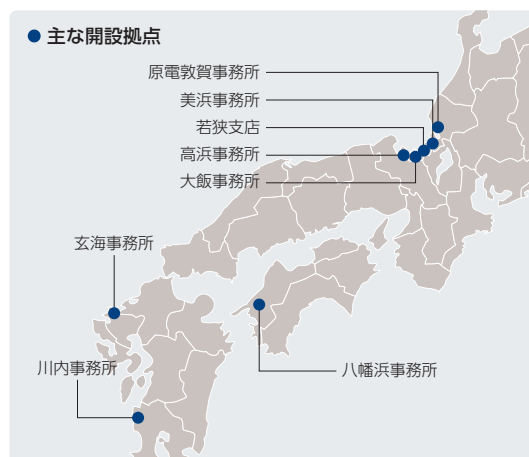 主な開設拠点
原電敦賀事務所
美浜事務所
若狭支店
高浜事務所
大飯事務所
玄海事務所
川内事務所
八幡浜事務所